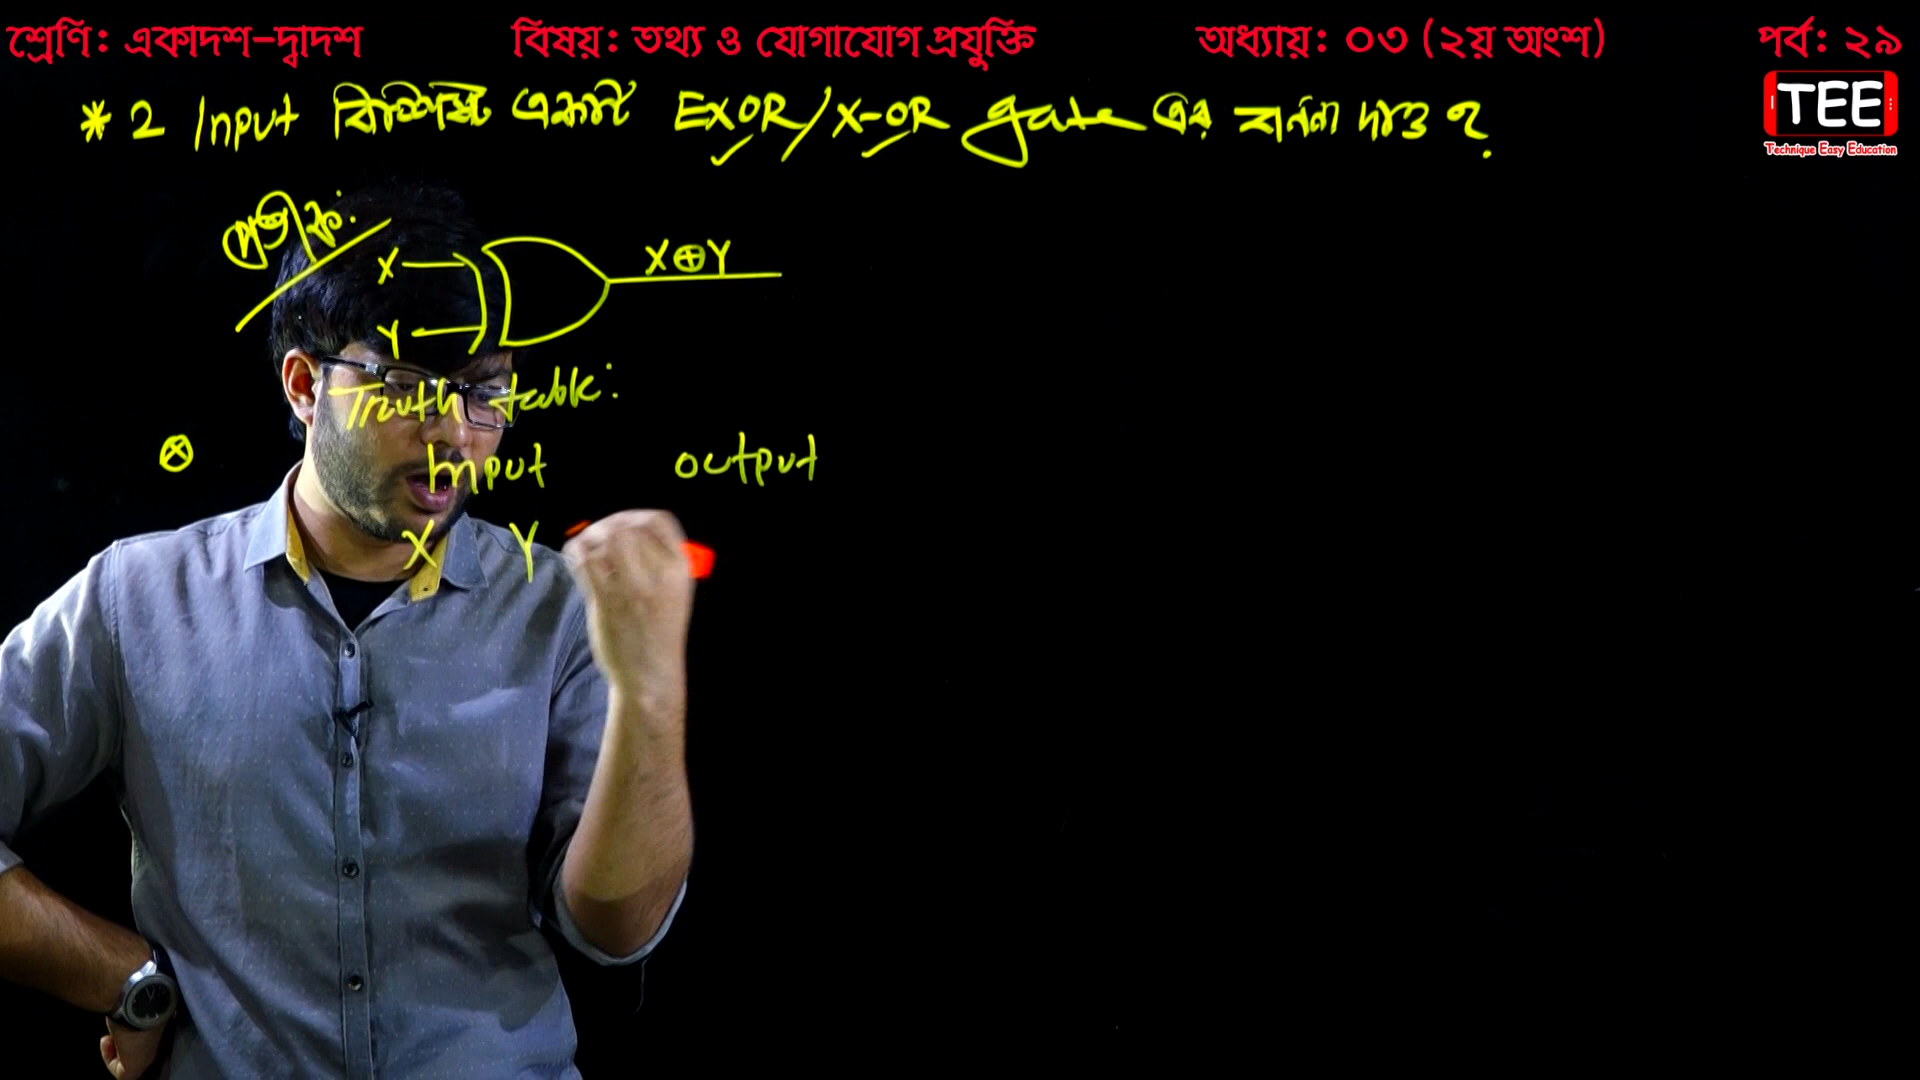 শ্রেণি: একাদশ-দ্বাদশ বিষয়: তথ্য ও যোগাযোগ প্রযুক্তি অধ্যায়: ০৩ (২য় অংশ) পর্ব: ২৯
TEE
Technique Easy Education
* 2 Input বিশিষ্ট একটি EXOR/X-OR gate এর বর্ননা দাও ?
প্রতীক:
X
X⊕Y
Y
Truth table:
⊗
Input output
X Y